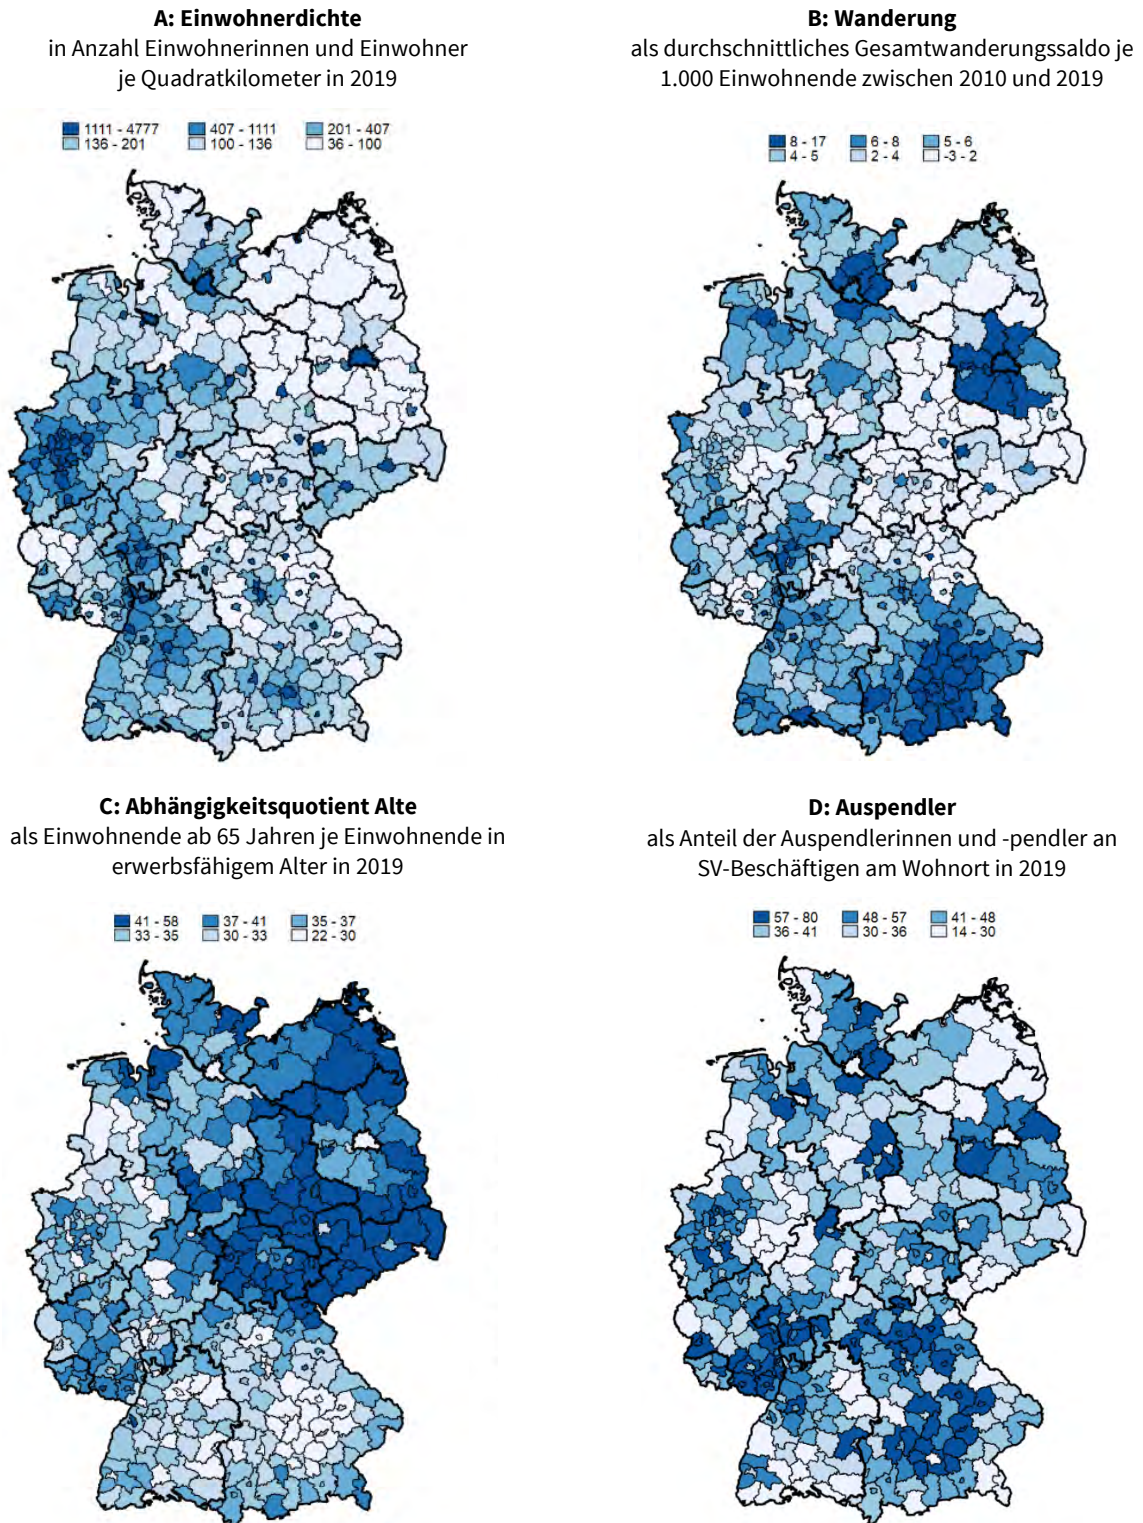 A: Einwohnerdichte
in Anzahl Einwohnerinnen und Einwohner
je Quadratkilometer in 2019
1111 - 4777 407 - 1111 201 - 407
136 - 201 100 - 136 36 - 100
B: Wanderung
als durchschnittliches Gesamtwanderungssaldo je
1.000 Einwohnende zwischen 2010 und 2019
8 - 17 6 - 8 5 - 6
4 - 5 2 - 4 -3 - 2
C: Abhängigkeitsquotient Alte
als Einwohnende ab 65 Jahren je Einwohnende in
erwerbsfähigem Alter in 2019
41 - 58 37 - 41 35 - 37
33 - 35 30 - 33 22 - 30
D: Auspendler
als Anteil der Auspendlerinnen und -pendler an
SV-Beschäftigen am Wohnort in 2019
57 - 80 48 - 57 41 - 48
36 - 41 30 - 36 14 - 30